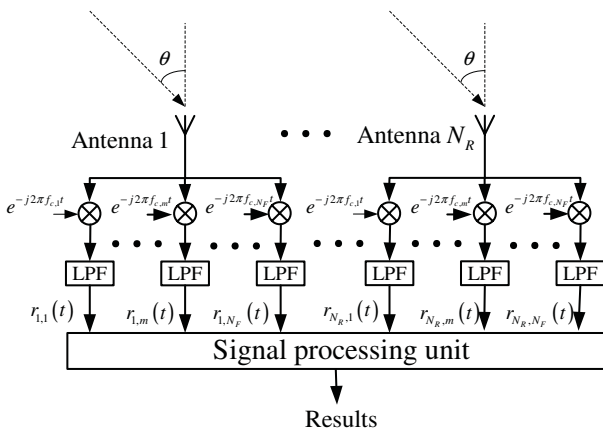 θ θ
Antenna 1 • • • Antenna N_R
e^{-j2πf_{c,1}t} e^{-j2πf_{c,m}t} e^{-j2πf_{c,N_F}t} e^{-j2πf_{c,1}t} e^{-j2πf_{c,m}t} e^{-j2πf_{c,N_F}t}
LPF LPF LPF LPF LPF LPF
r_{1,1}(t) r_{1,m}(t) r_{1,N_F}(t) r_{N_R,1}(t) r_{N_R,m}(t) r_{N_R,N_F}(t)
Signal processing unit
Results